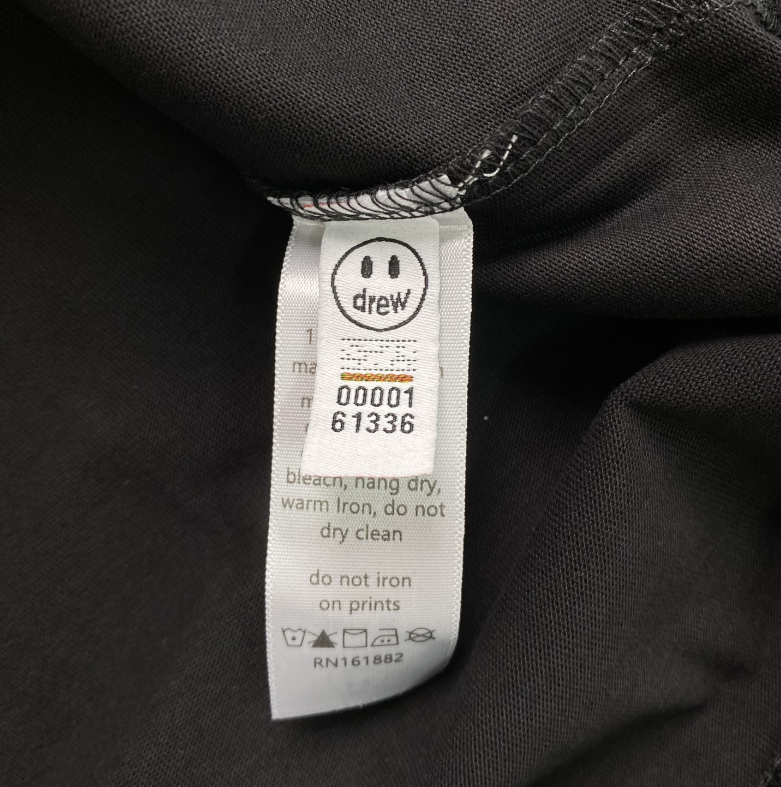 drew
00001
61336
bleach, hang dry,
warm Iron, do not
dry clean
do not iron
on prints
RN161882